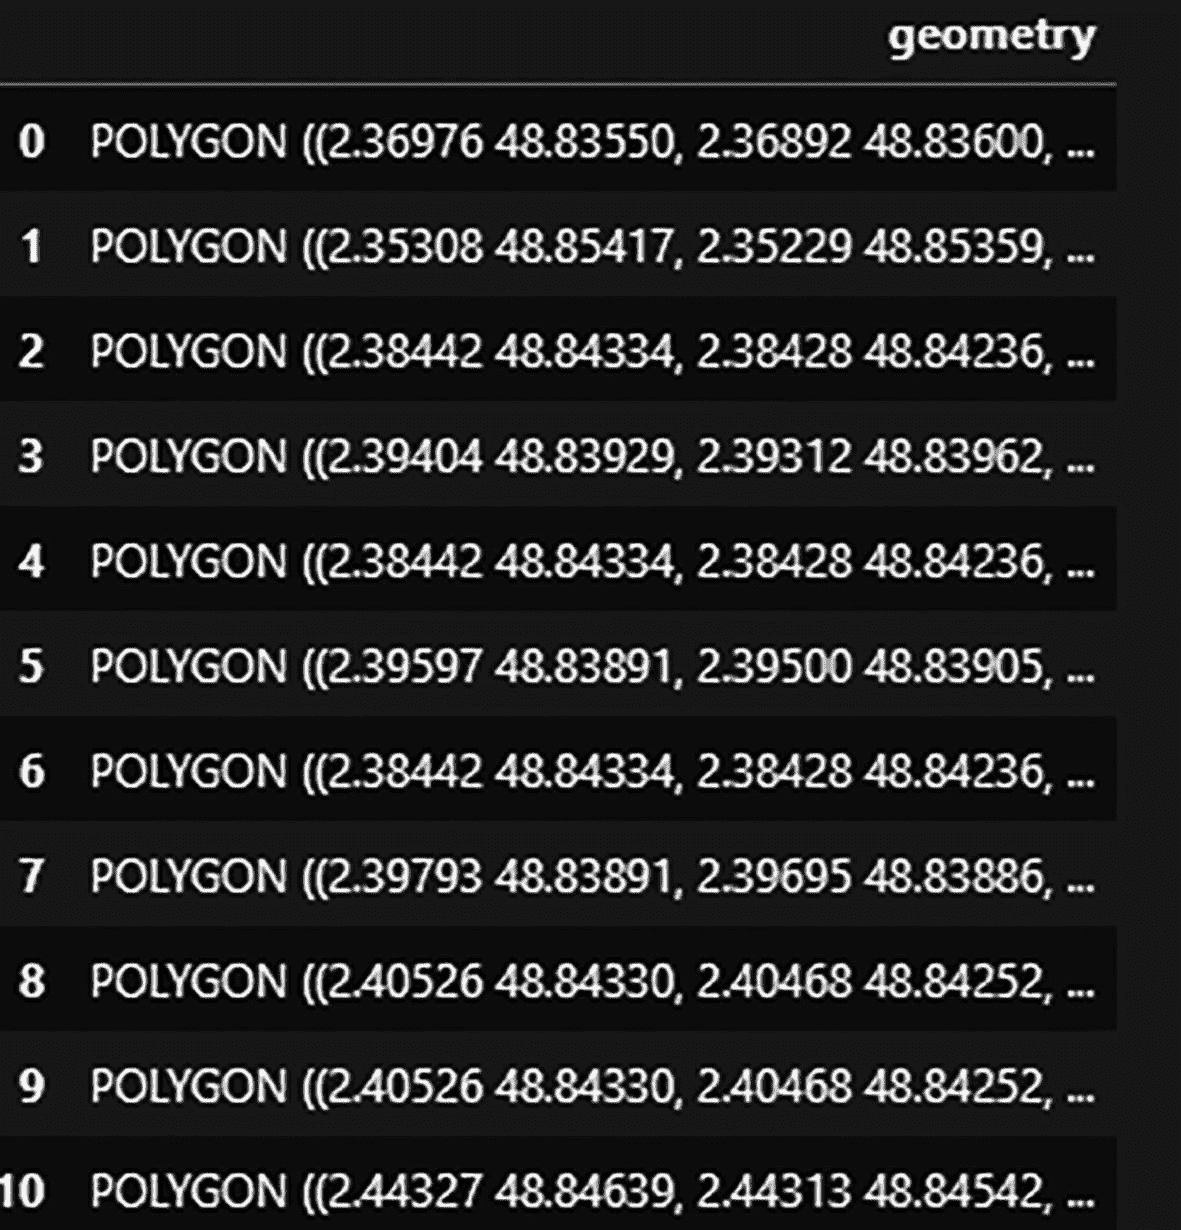 geometry
0 POLYGON ((2.36976 48.83550, 2.36892 48.83600, ...
1 POLYGON ((2.35308 48.85417, 2.35229 48.85359, ...
2 POLYGON ((2.38442 48.84334, 2.38428 48.84236, ...
3 POLYGON ((2.39404 48.83929, 2.39312 48.83962, ...
4 POLYGON ((2.38442 48.84334, 2.38428 48.84236, ...
5 POLYGON ((2.39597 48.83891, 2.39500 48.83905, ...
6 POLYGON ((2.38442 48.84334, 2.38428 48.84236, ...
7 POLYGON ((2.39793 48.83891, 2.39695 48.83886, ...
8 POLYGON ((2.40526 48.84330, 2.40468 48.84252, ...
9 POLYGON ((2.40526 48.84330, 2.40468 48.84252, ...
10 POLYGON ((2.44327 48.84639, 2.44313 48.84542, ...